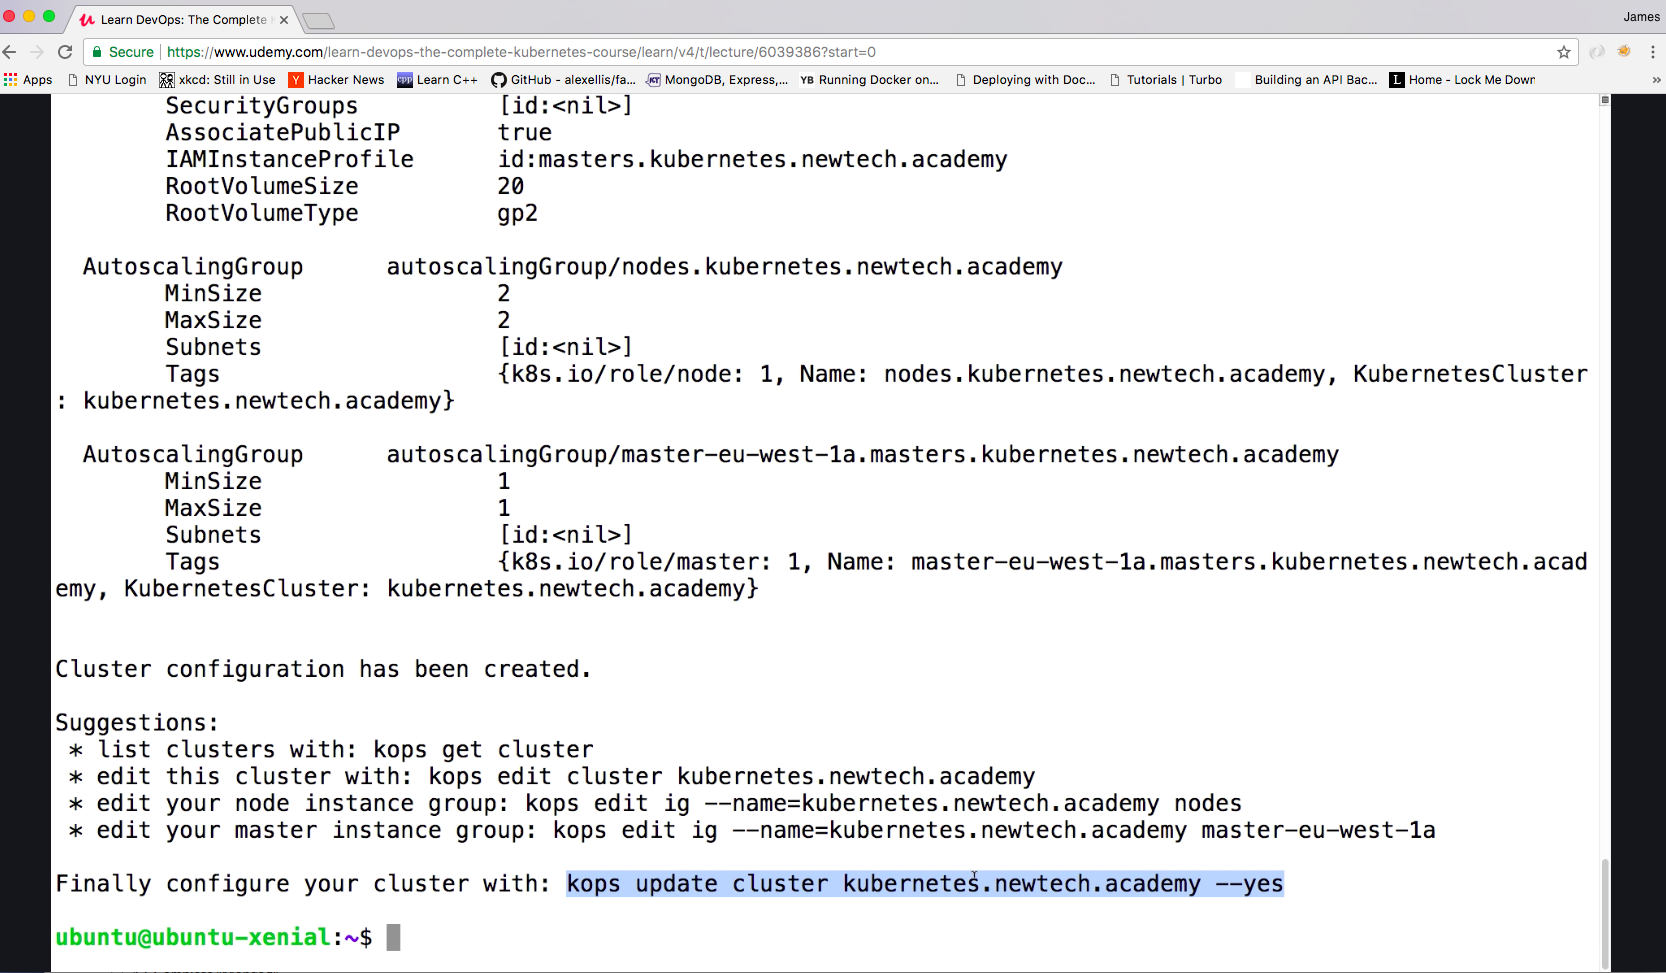 Learn DevOps: The Complete
James
Secure
https://www.udemy.com/learn-devops-the-complete-kubernetes-course/learn/v4/t/lecture/6039386?start=0
Apps
NYU Login
xkcd: Still in Use
Y
Hacker News
cpp
Learn C++
GitHub - alexellis/fa...
MongoDB, Express,...
YB
Running Docker on...
Deploying with Doc...
Tutorials | Turbo
Building an API Bac...
L
Home - Lock Me Down
SecurityGroups [id:<nil>]
AssociatePublicIP true
IAMInstanceProfile id:masters.kubernetes.newtech.academy
RootVolumeSize 20
RootVolumeType gp2
AutoscalingGroup autoscalingGroup/nodes.kubernetes.newtech.academy
MinSize 2
MaxSize 2
Subnets [id:<nil>]
Tags {k8s.io/role/node: 1, Name: nodes.kubernetes.newtech.academy, KubernetesCluster
: kubernetes.newtech.academy}
AutoscalingGroup autoscalingGroup/master-eu-west-1a.masters.kubernetes.newtech.academy
MinSize 1
MaxSize 1
Subnets [id:<nil>]
Tags {k8s.io/role/master: 1, Name: master-eu-west-1a.masters.kubernetes.newtech.acad
emy, KubernetesCluster: kubernetes.newtech.academy}
Cluster configuration has been created.
Suggestions:
* list clusters with: kops get cluster
* edit this cluster with: kops edit cluster kubernetes.newtech.academy
* edit your node instance group: kops edit ig --name=kubernetes.newtech.academy nodes
* edit your master instance group: kops edit ig --name=kubernetes.newtech.academy master-eu-west-1a
Finally configure your cluster with: kops update cluster kubernetes.newtech.academy --yes
ubuntu@ubuntu-xenial:~$